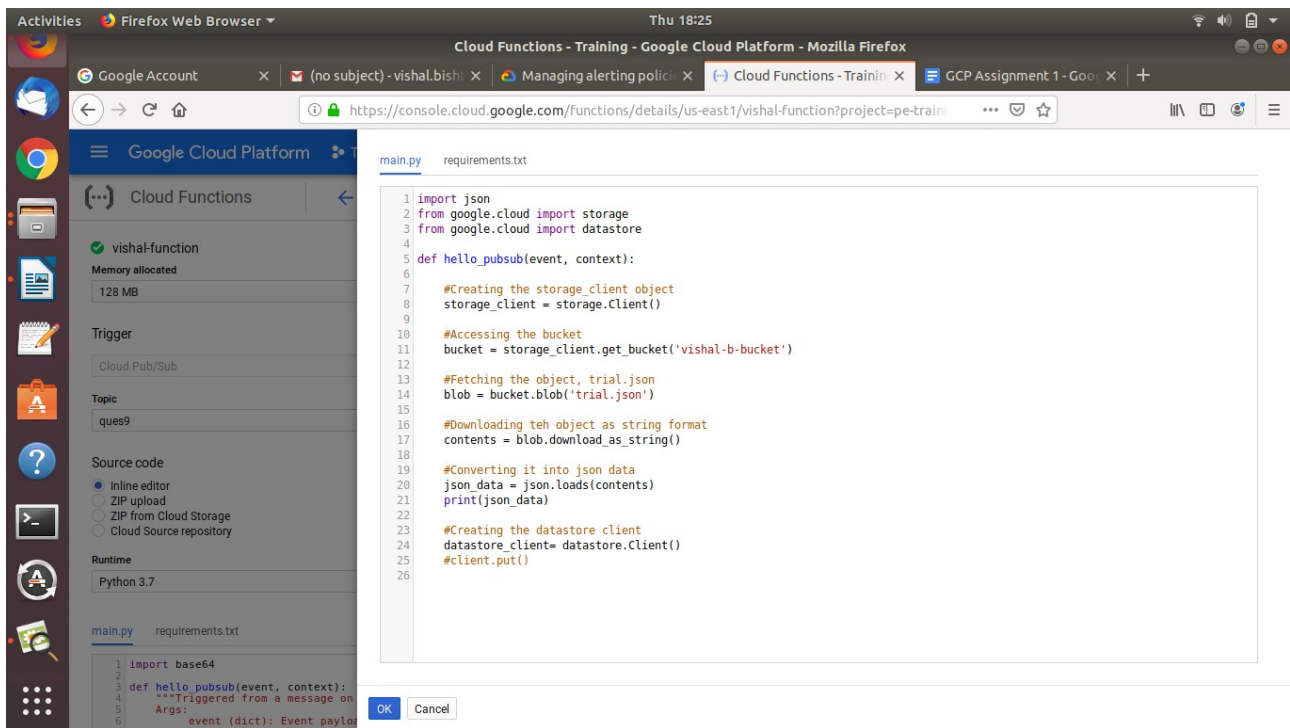 Activities Firefox Web Browser Thu 18:25
Cloud Functions - Training - Google Cloud Platform - Mozilla Firefox
Google Account (no subject) - vishal.bish Managing alerting polici Cloud Functions - Trainin GCP Assignment 1 - Goo
https://console.cloud.google.com/functions/details/us-east1/vishal-function?project=pe-traini
Google Cloud Platform T
Cloud Functions
vishal-function
Memory allocated
128 MB
Trigger
Cloud Pub/Sub
Topic
ques9
Source code
Inline editor
ZIP upload
ZIP from Cloud Storage
Cloud Source repository
Runtime
Python 3.7
main.py requirements.txt
1 import base64
2
3 def hello_pubsub(event, context):
4 """Triggered from a message on
5 Args:
6 event (dict): Event payloa
main.py requirements.txt
1 import json
2 from google.cloud import storage
3 from google.cloud import datastore
4
5 def hello_pubsub(event, context):
6
7 #Creating the storage_client object
8 storage_client = storage.Client()
9
10 #Accessing the bucket
11 bucket = storage_client.get_bucket('vishal-b-bucket')
12
13 #Fetching the object, trial.json
14 blob = bucket.blob('trial.json')
15
16 #Downloading teh object as string format
17 contents = blob.download_as_string()
18
19 #Converting it into json data
20 json_data = json.loads(contents)
21 print(json_data)
22
23 #Creating the datastore client
24 datastore_client= datastore.Client()
25 #client.put()
26
OK Cancel